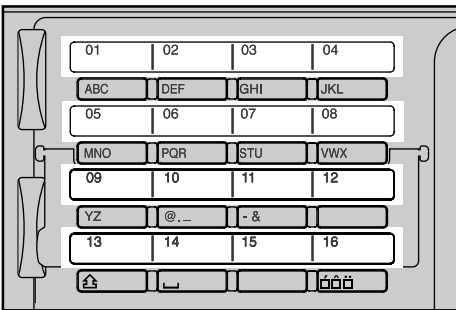 01 02 03 04
ABC DEF GHI JKL
05 06 07 08
MNO PQR STU VWX
09 10 11 12
YZ @._ - &
13 14 15 16
óôö